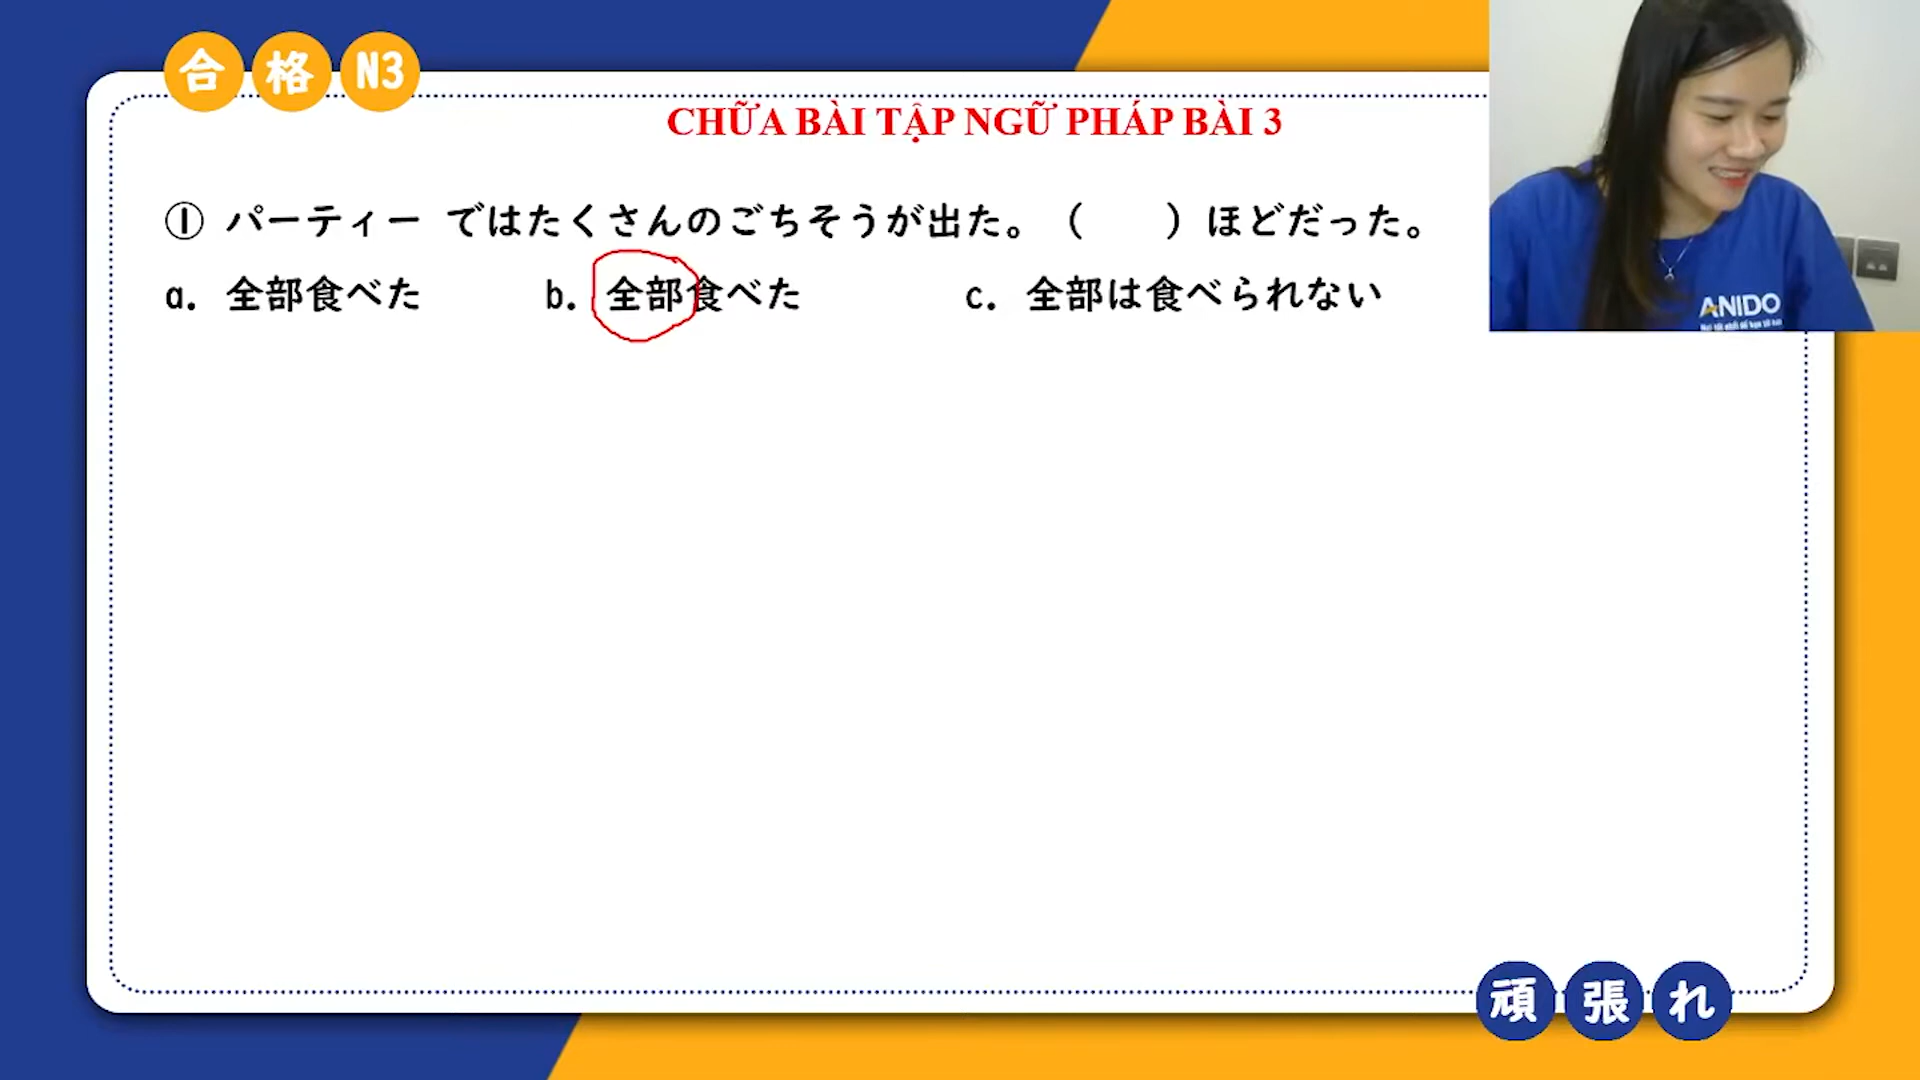 合格N3
CHỮA BÀI TẬP NGỮ PHÁP BÀI 3
① パーティー ではたくさんのごちそうが出た。（　　）ほどだった。
a. 全部食べた b. 全部食べた c. 全部は食べられない
ANIDO
頑張れ